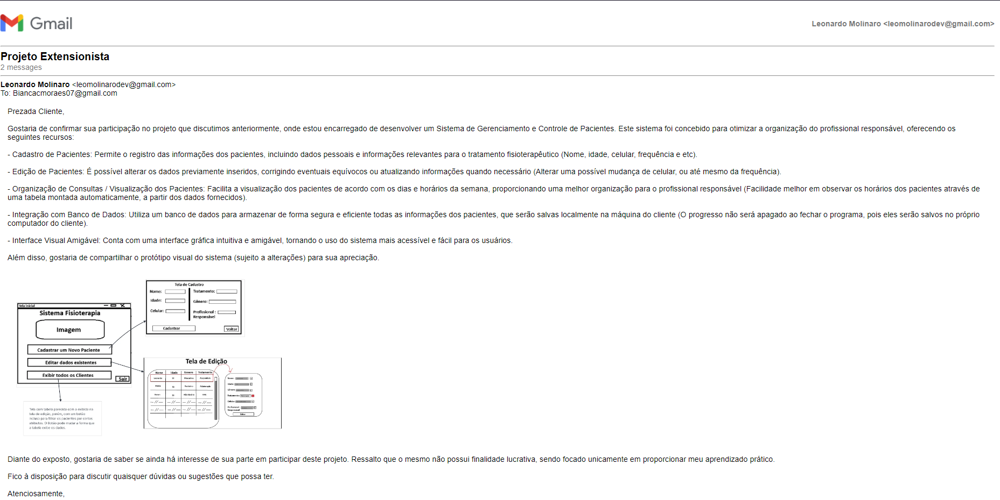 Gmail
Leonardo Molinaro <leomolinarodev@gmail.com>
Projeto Extensionista
2 messages
Leonardo Molinaro <leomolinarodev@gmail.com>
To: Biancacmoraes07@gmail.com
Prezada Cliente,
Gostaria de confirmar sua participação no projeto que discutimos anteriormente, onde estou encarregado de desenvolver um Sistema de Gerenciamento e Controle de Pacientes. Este sistema foi concebido para otimizar a organização do profissional responsável, oferecendo os
seguintes recursos:
- Cadastro de Pacientes: Permite o registro das informações dos pacientes, incluindo dados pessoais e informações relevantes para o tratamento fisioterapêutico (Nome, idade, celular, frequência e etc).
- Edição de Pacientes: É possível alterar os dados previamente inseridos, corrigindo eventuais equívocos ou atualizando informações quando necessário (Alterar uma possível mudança de celular, ou até mesmo da frequência).
- Organização de Consultas / Visualização dos Pacientes: Facilita a visualização dos pacientes de acordo com os dias e horários da semana, proporcionando uma melhor organização para o profissional responsável (Facilidade melhor em observar os horários dos pacientes através de
uma tabela montada automaticamente, a partir dos dados fornecidos).
- Integração com Banco de Dados: Utiliza um banco de dados para armazenar de forma segura e eficiente todas as informações dos pacientes, que serão salvas localmente na máquina do cliente (O progresso não será apagado ao fechar o programa, pois eles serão salvos no próprio
computador do cliente).
- Interface Visual Amigável: Conta com uma interface gráfica intuitiva e amigável, tornando o uso do sistema mais acessível e fácil para os usuários.
Além disso, gostaria de compartilhar o protótipo visual do sistema (sujeito a alterações) para sua apreciação.
Tela inicial
Sistema Fisioterapia
Imagem
Cadastrar um Novo Paciente
Editar dados existentes
Exibir todos os Clientes
Sair
Tela de Cadastro
Nome:
Tratamento:
Idade:
Gênero:
Celular:
Profissional :
Responsável
Cadastrar
Voltar
Tela de Edição
Nome Idade Genero Tratamento
Leonardo Masculino Acupuntura
Feminino Fisioterapia
Não Binário RPG
Nome:
Idade:
Gênero:
Tratamento:
Celular:
Profissional :
Responsável
Editar
Tela com tabela parecida com a exibida na
tela de edição, porém, com um botão
incluso para filtrar os pacientes por certos
atributos. O Botão pode mudar a forma que
a tabela exibe os dados.
Diante do exposto, gostaria de saber se ainda há interesse de sua parte em participar deste projeto. Ressalto que o mesmo não possui finalidade lucrativa, sendo focado unicamente em proporcionar meu aprendizado prático.
Fico à disposição para discutir quaisquer dúvidas ou sugestões que possa ter.
Atenciosamente,